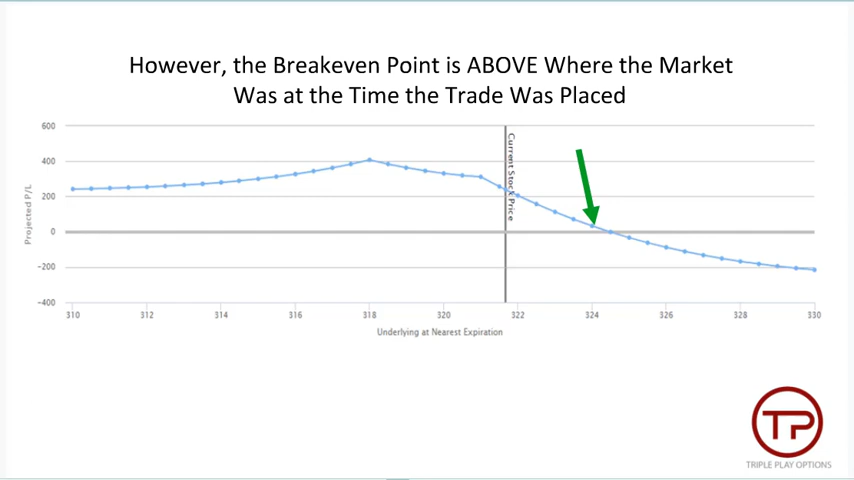 However, the Breakeven Point is ABOVE Where the Market
Was at the Time the Trade Was Placed
600
400
200
0
-200
-400
Projected P/L
Current Stock Price
310 312 314 316 318 320 322 324 326 328 330
Underlying at Nearest Expiration
TP
TRIPLE PLAY OPTIONS